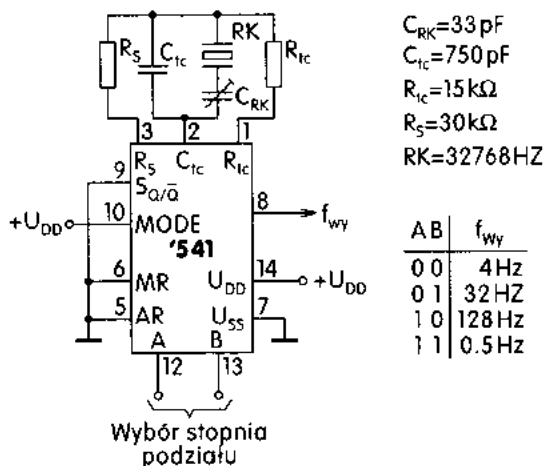 R_S
C_tc
RK
C_RK
R_tc
3
2
1
R_S
C_tc
R_tc
9
S_Q/Q̅
+U_DD
10
MODE
8
f_wy
'541
6
MR
U_DD
14
+U_DD
5
AR
U_SS
7
A
B
12
13
Wybór stopnia
podziału
C_RK=33pF
C_tc=750pF
R_tc=15kΩ
R_S=30kΩ
RK=32768HZ
A B f_wy
0 0 4Hz
0 1 32HZ
1 0 128Hz
1 1 0.5Hz